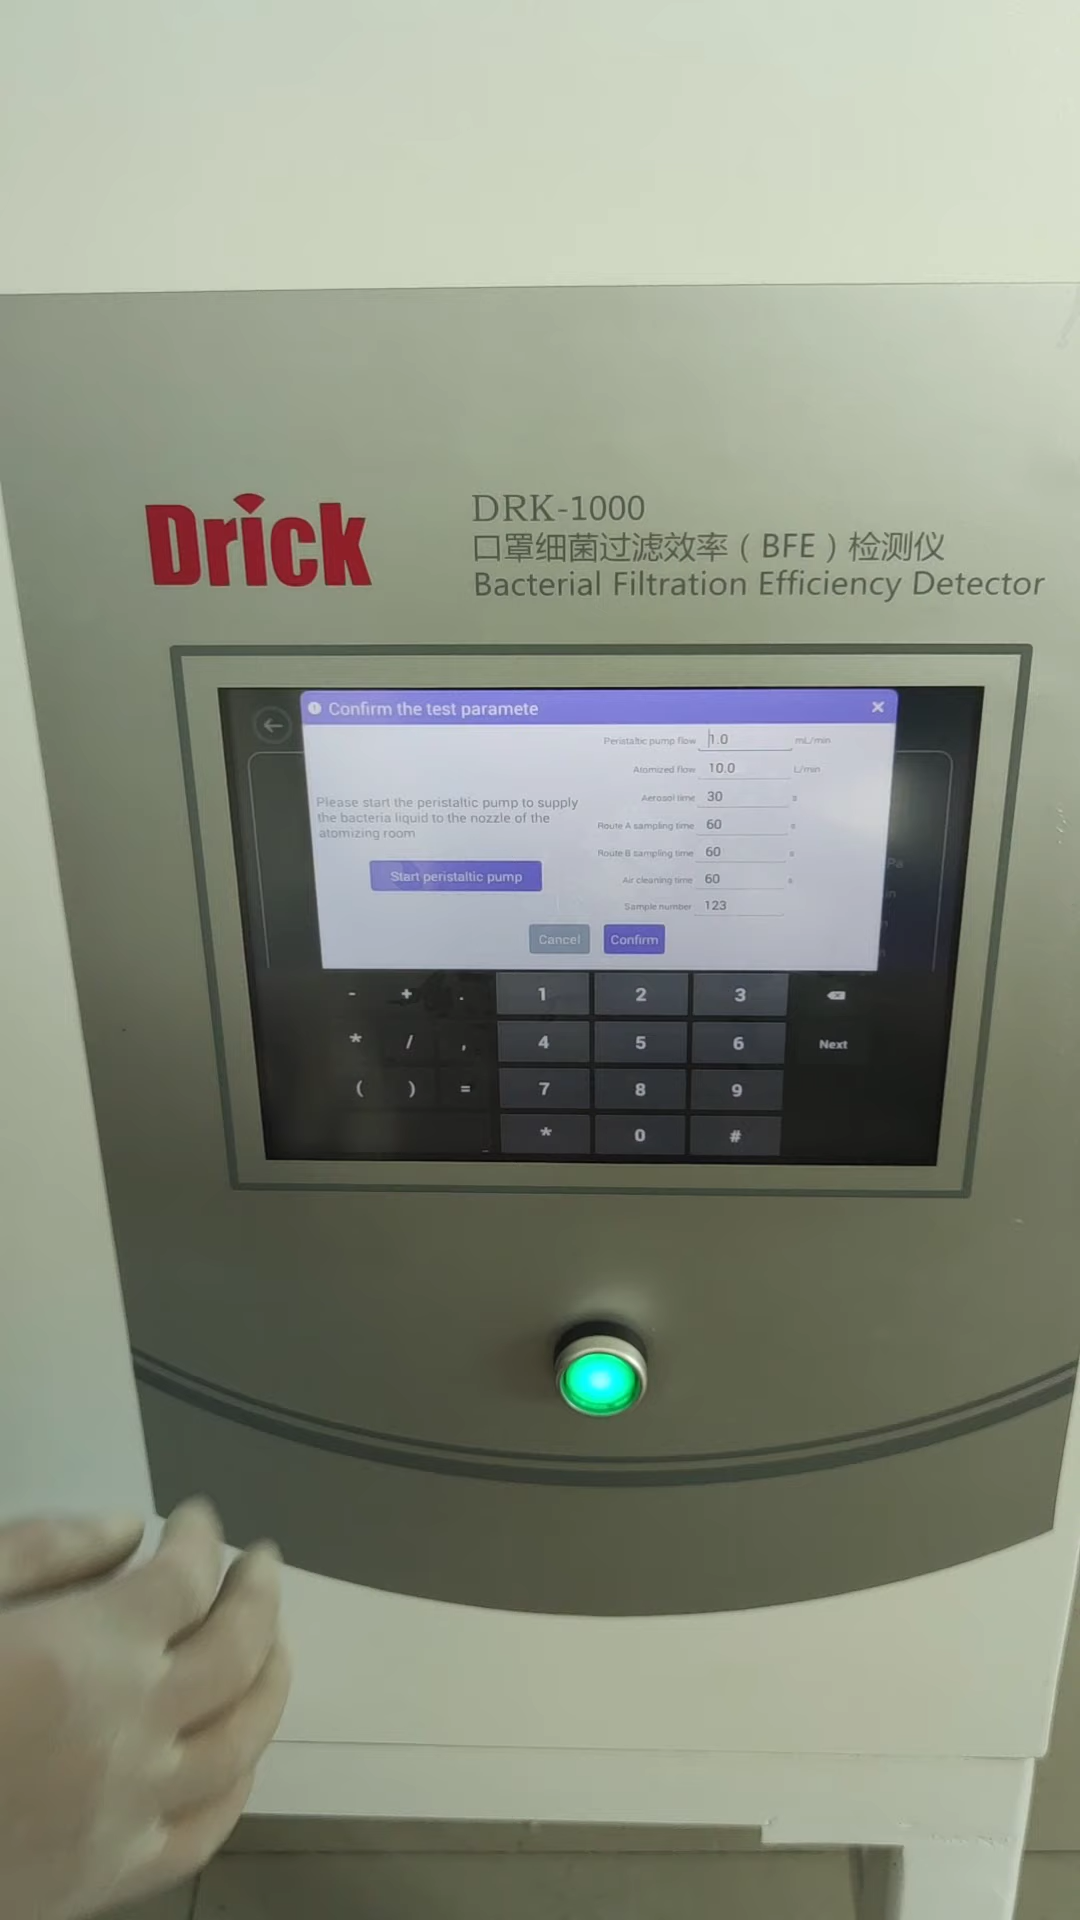 Drick
DRK-1000
口罩细菌过滤效率（BFE）检测仪
Bacterial Filtration Efficiency Detector
Confirm the test paramete
Peristaltic pump flow 1.0 mL/min
Atomized flow 10.0 L/min
Aerosol time 30 s
Route A sampling time 60 s
Route B sampling time 60 s
Air cleaning time 60 s
Sample number 123
Please start the peristaltic pump to supply
the bacteria liquid to the nozzle of the
atomizing room
Start peristaltic pump
Cancel Confirm
Pa
- + . 1 2 3
* / , 4 5 6 Next
( ) = 7 8 9
* 0 #